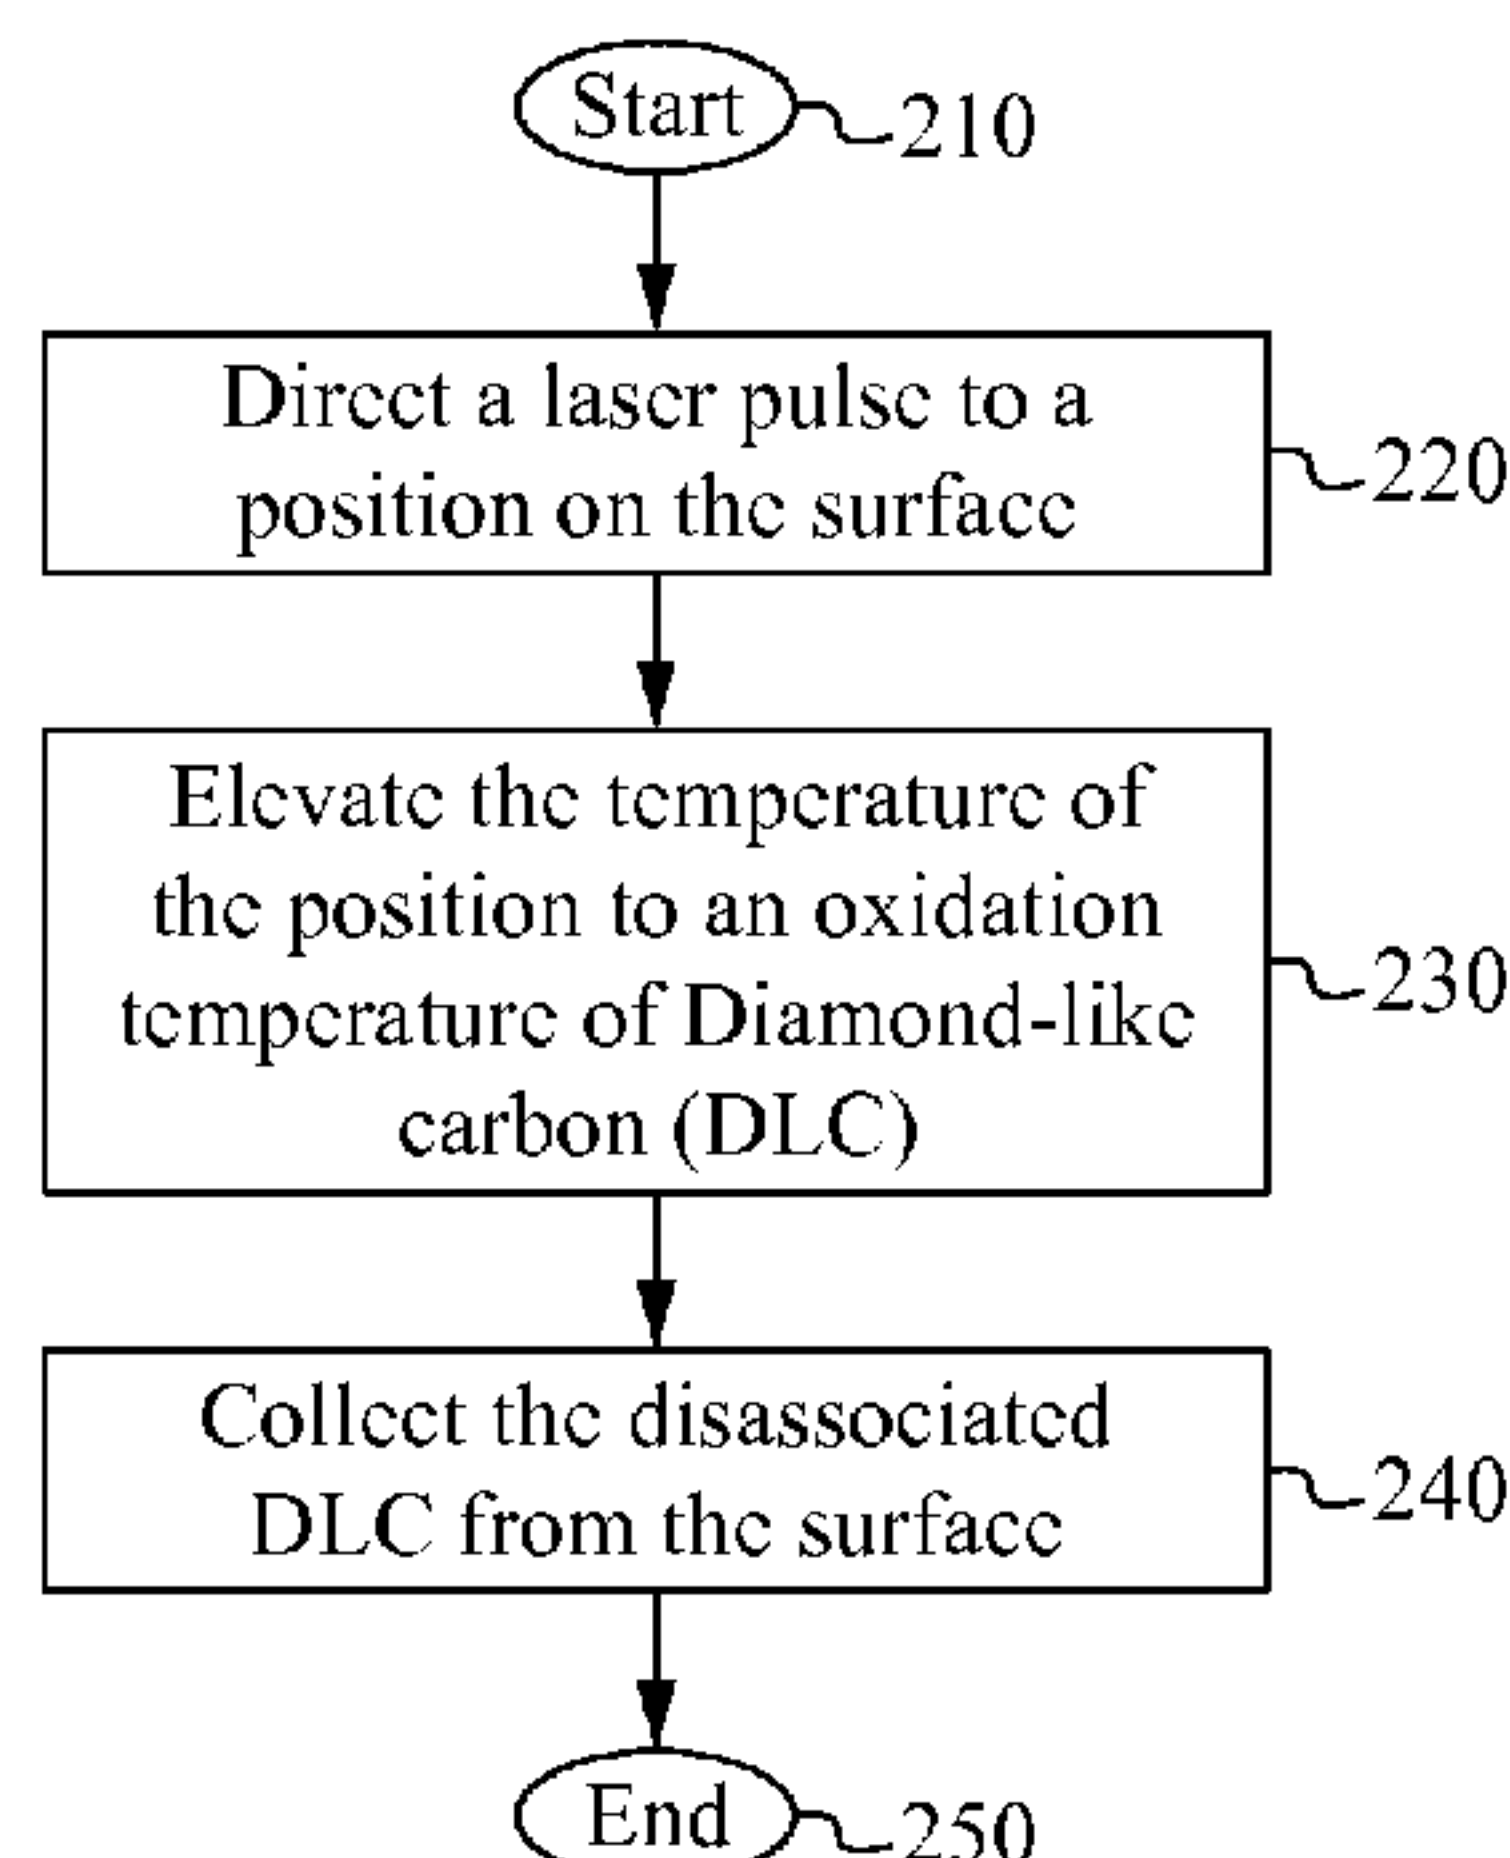 Start
210
Direct a laser pulse to a
position on the surface
220
Elevate the temperature of
the position to an oxidation
temperature of Diamond-like
carbon (DLC)
230
Collect the disassociated
DLC from the surface
240
End
250